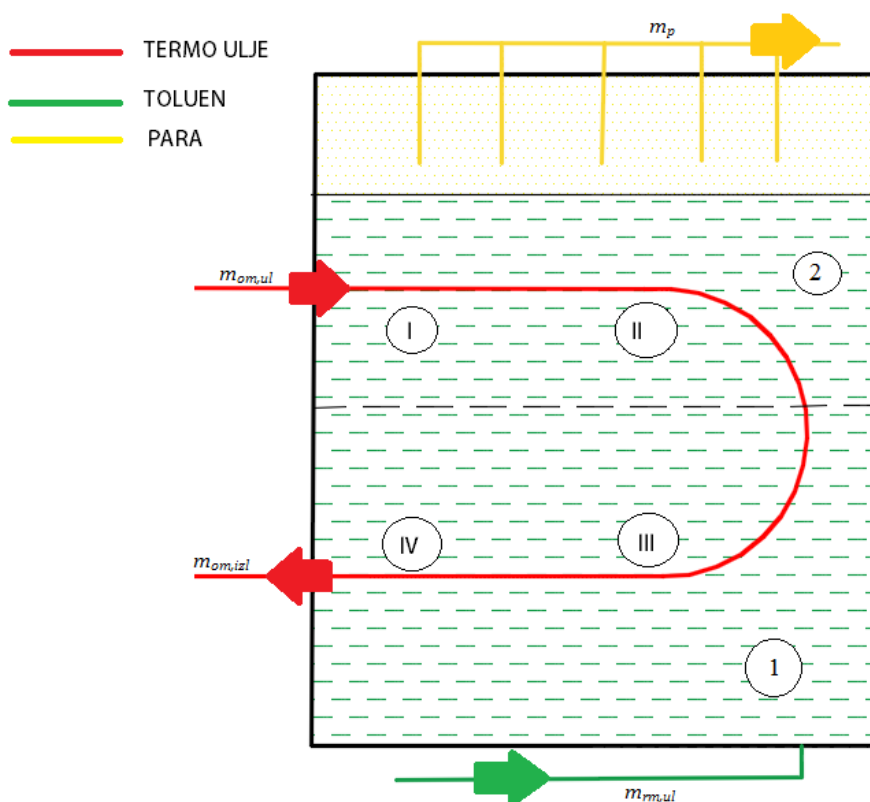 TERMO ULJE
TOLUEN
PARA
m_p
m_om,ul
2
I
II
IV
III
m_om,izl
1
m_rm,ul